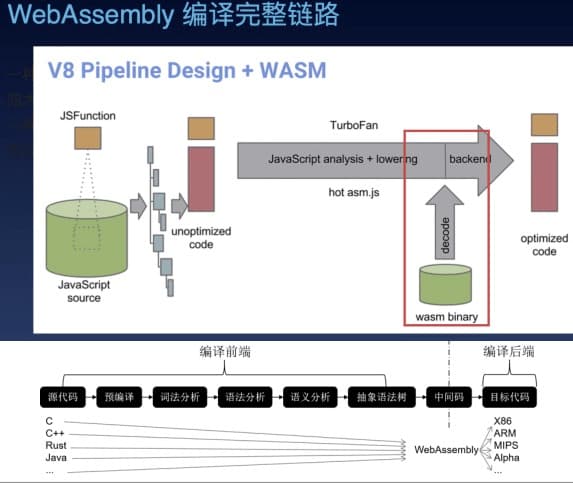 WebAssembly 编译完整链路
V8 Pipeline Design + WASM
JSFunction
TurboFan
JavaScript analysis + lowering
backend
hot asm.js
unoptimized
code
decode
optimized
code
JavaScript
source
wasm binary
编译前端
编译后端
源代码
预编译
词法分析
语法分析
语义分析
抽象语法树
中间码
目标代码
C
C++
Rust
Java
...
WebAssembly
X86
ARM
MIPS
Alpha
...